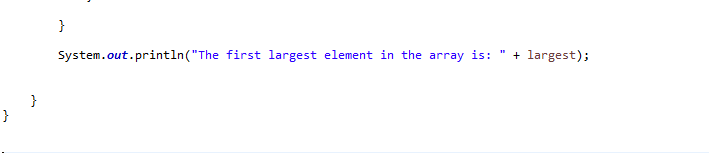 }
System.out.println("The first largest element in the array is: " + largest);
}
}